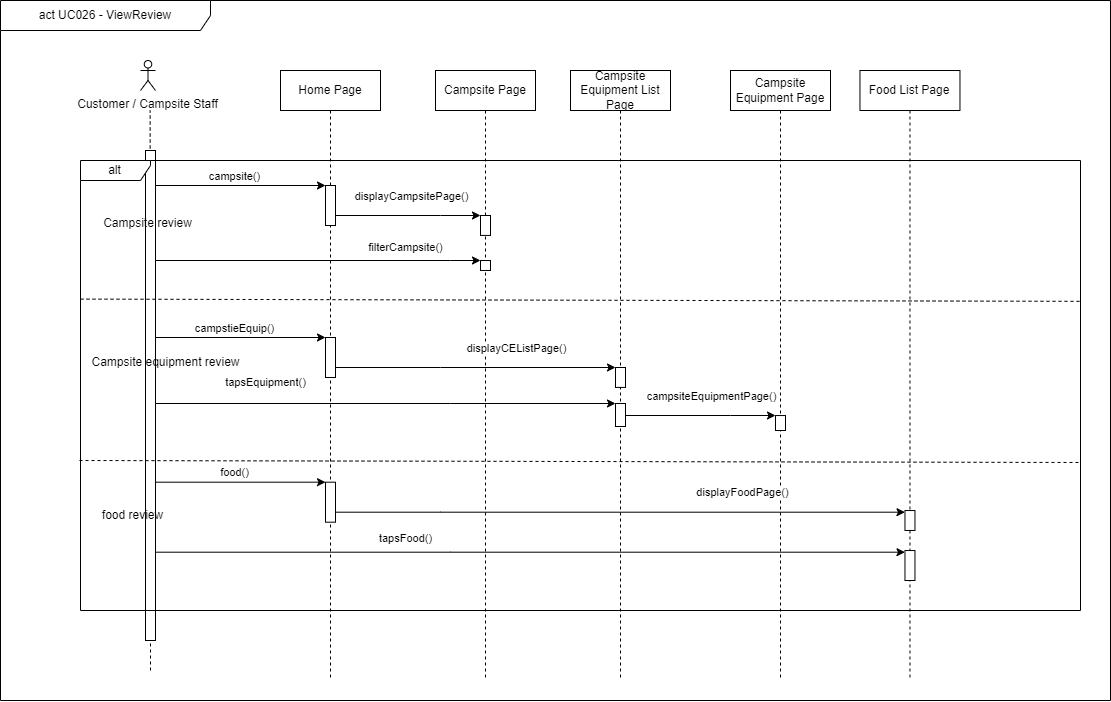 act UC026 - ViewReview
Customer / Campsite Staff
Home Page
Campsite Page
Campsite
Equipment List
Page
Campsite
Equipment Page
Food List Page
alt
campsite()
displayCampsitePage()
Campsite review
filterCampsite()
campstieEquip()
displayCEListPage()
Campsite equipment review
tapsEquipment()
campsiteEquipmentPage()
food()
displayFoodPage()
food review
tapsFood()